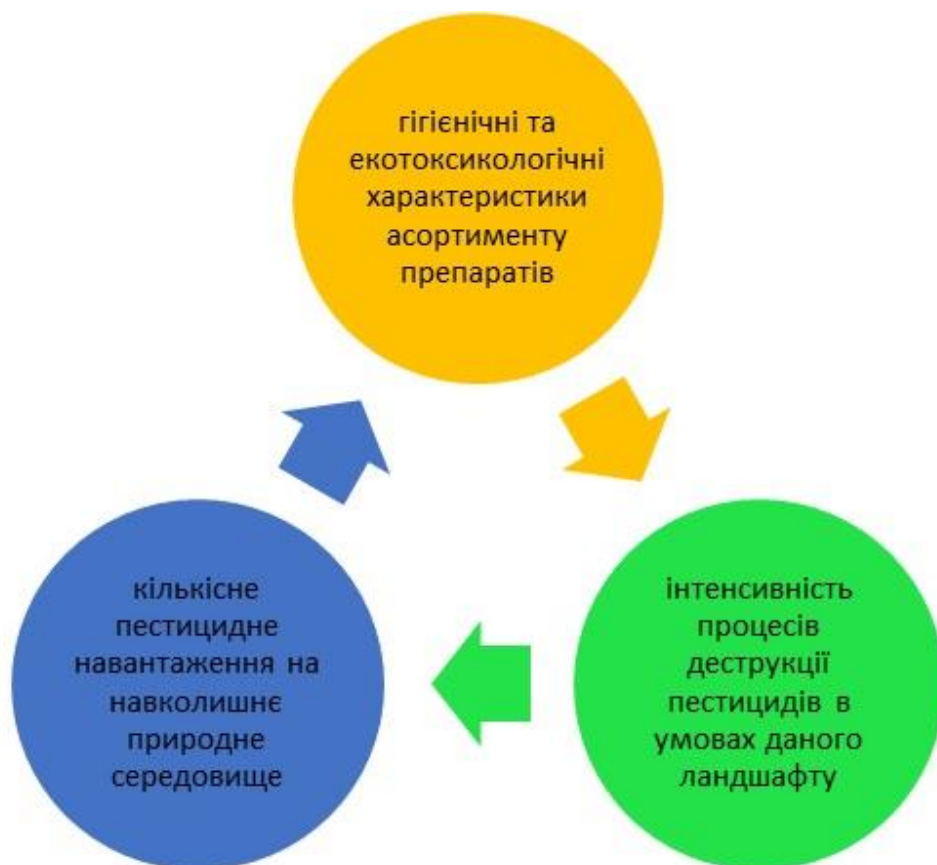 гігієнічні та
екотоксикологічні
характеристики
асортименту
препаратів
інтенсивність
процесів
деструкції
пестицидів в
умовах даного
ландшафту
кількісне
пестицидне
навантаження на
навколишнє
природне
середовище